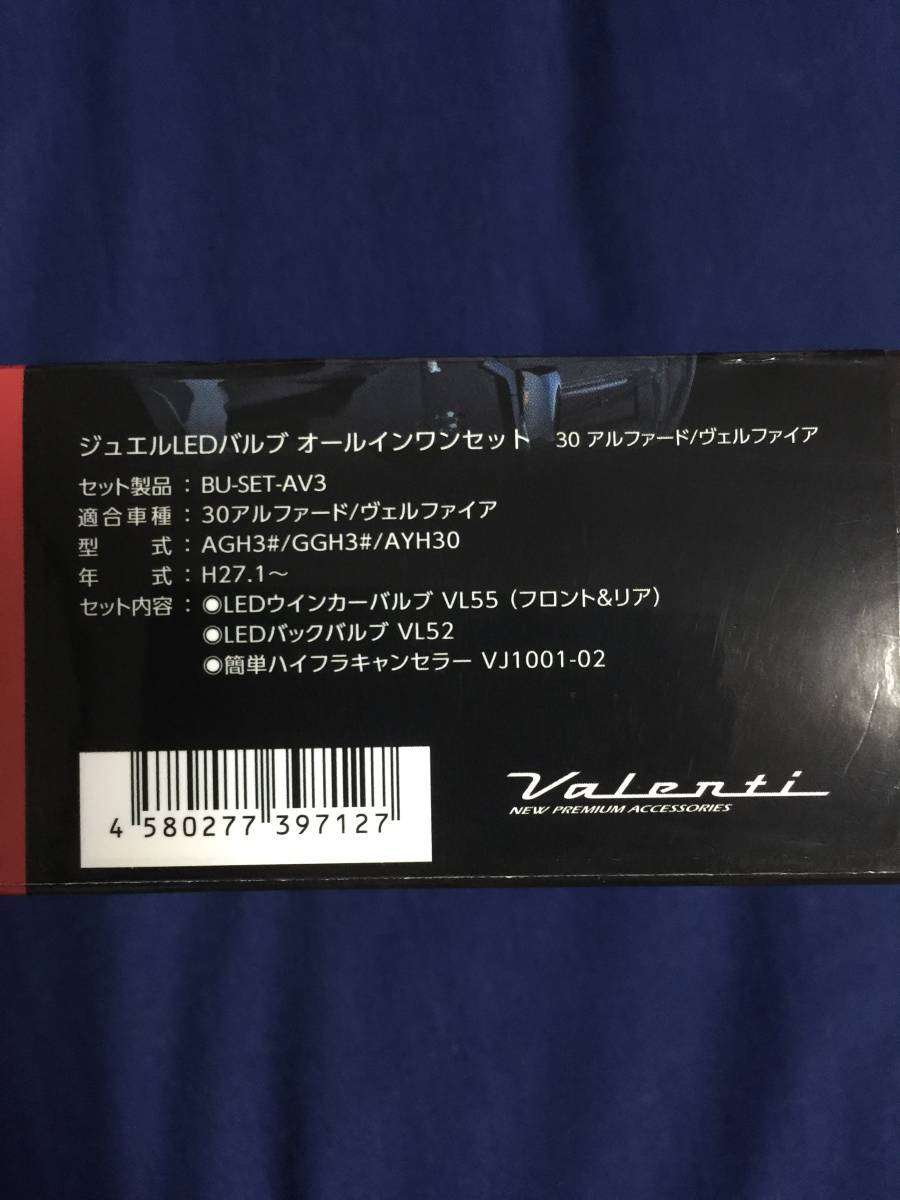 ジュエルLEDバルブ オールインワンセット 30 アルファード/ヴェルファイア
セット製品：BU-SET-AV3
適合車種：30アルファード/ヴェルファイア
型　　式：AGH3#/GGH3#/AYH30
年　　式：H27.1～
セット内容：◉LEDウインカーバルブ VL55（フロント&リア）
◉LEDバックバルブ VL52
◉簡単ハイフラキャンセラー VJ1001-02
Valenti
NEW PREMIUM ACCESSORIES
4 580277 397127